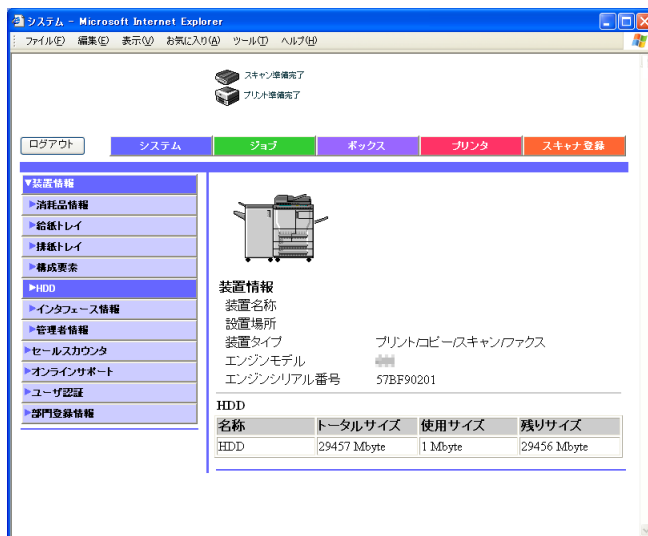 システム - Microsoft Internet Explorer
ファイル(F) 編集(E) 表示(V) お気に入り(A) ツール(T) ヘルプ(H)
スキャン準備完了
プリント準備完了
ログアウト システム ジョブ ボックス プリンタ スキャナ登録
▼装置情報
▶消耗品情報
▶給紙トレイ
▶排紙トレイ
▶構成要素
▶HDD
▶インタフェース情報
▶管理者情報
▶セールスカウンタ
▶オンラインサポート
▶ユーザ認証
▶部門登録情報
装置情報
装置名称
設置場所
装置タイプ プリント/コピー/スキャン/ファクス
エンジンモデル
エンジンシリアル番号 57BF90201
HDD
名称 トータルサイズ 使用サイズ 残りサイズ
HDD 29457 Mbyte 1 Mbyte 29456 Mbyte